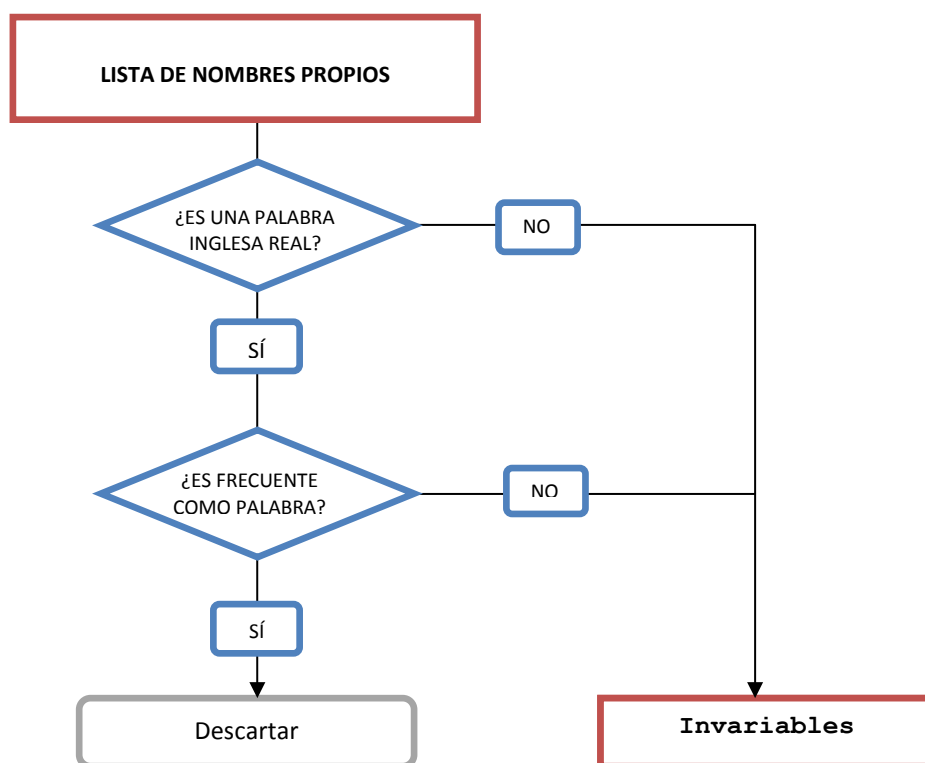 LISTA DE NOMBRES PROPIOS
¿ES UNA PALABRA
INGLESA REAL?
NO
SÍ
¿ES FRECUENTE
COMO PALABRA?
NO
SÍ
Descartar
Invariables